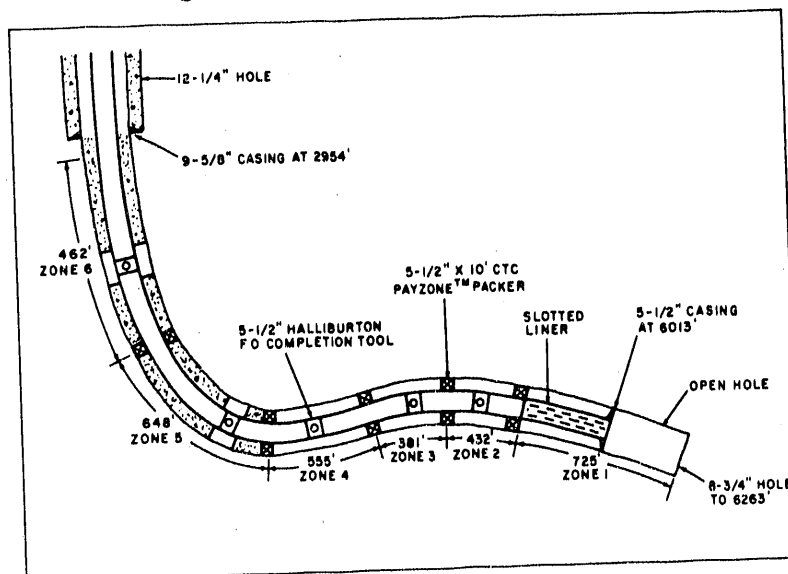 12-1/4" HOLE
9-5/8" CASING AT 2954'
462'
ZONE 6
5-1/2" X 10' CTC
PAYZONE™ PACKER
5-1/2" HALLIBURTON
F.O COMPLETION TOOL
SLOTTED
LINER
5-1/2" CASING
AT 6013'
OPEN HOLE
648'
ZONE 5
555'
ZONE 4
381'
ZONE 3
432'
ZONE 2
725'
ZONE 1
8-3/4" HOLE
TO 6263'